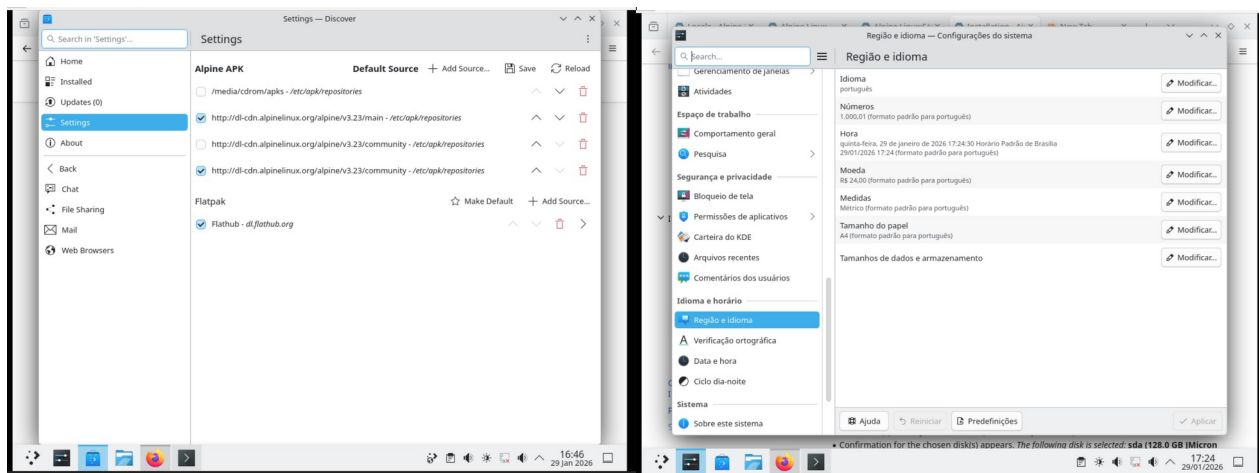 Settings — Discover
Search in 'Settings'...
Settings
Home
Installed
Updates (0)
Settings
About
Back
Chat
File Sharing
Mail
Web Browsers
Alpine APK
Default Source
Add Source...
Save
Reload
/media/cdrom/apks - /etc/apk/repositories
http://dl-cdn.alpinelinux.org/alpine/v3.23/main - /etc/apk/repositories
http://dl-cdn.alpinelinux.org/alpine/v3.23/community - /etc/apk/repositories
http://dl-cdn.alpinelinux.org/alpine/v3.23/community - /etc/apk/repositories
Flatpak
Make Default
Add Source...
Flathub - dl.flathub.org
16:46
29 Jan 2026
Região e idioma — Configurações do sistema
Search...
Região e idioma
Gerenciamento de janelas
Atividades
Espaço de trabalho
Comportamento geral
Pesquisa
Segurança e privacidade
Bloqueio de tela
Permissões de aplicativos
Carteira do KDE
Arquivos recentes
Comentários dos usuários
Idioma e horário
Região e idioma
Verificação ortográfica
Data e hora
Ciclo dia-noite
Sistema
Sobre este sistema
Idioma
português
Modificar...
Números
1.000,01 (formato padrão para português)
Modificar...
Hora
quinta-feira, 29 de janeiro de 2026 17:24:30 Horário Padrão de Brasília
29/01/2026 17:24 (formato padrão para português)
Modificar...
Moeda
R$ 24,00 (formato padrão para português)
Modificar...
Medidas
Métrico (formato padrão para português)
Modificar...
Tamanho do papel
A4 (formato padrão para português)
Modificar...
Tamanhos de dados e armazenamento
Modificar...
Ajuda
Reiniciar
Predefinições
Aplicar
Confirmation for the chosen disk(s) appears. The following disk is selected: sda (128.0 GB |Micron
17:24
29/01/2026